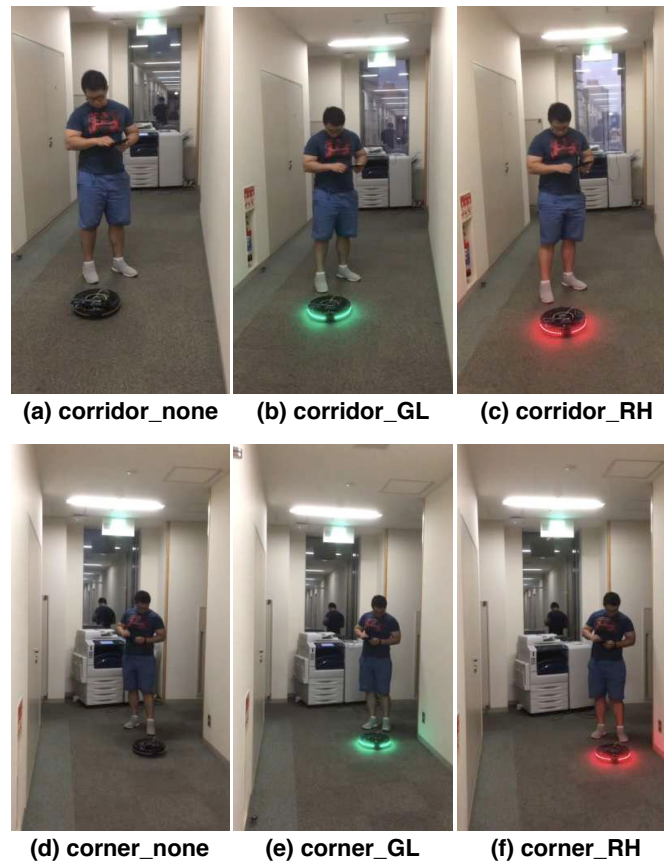 (a) corridor_none
(b) corridor_GL
(c) corridor_RH
(d) corner_none
(e) corner_GL
(f) corner_RH